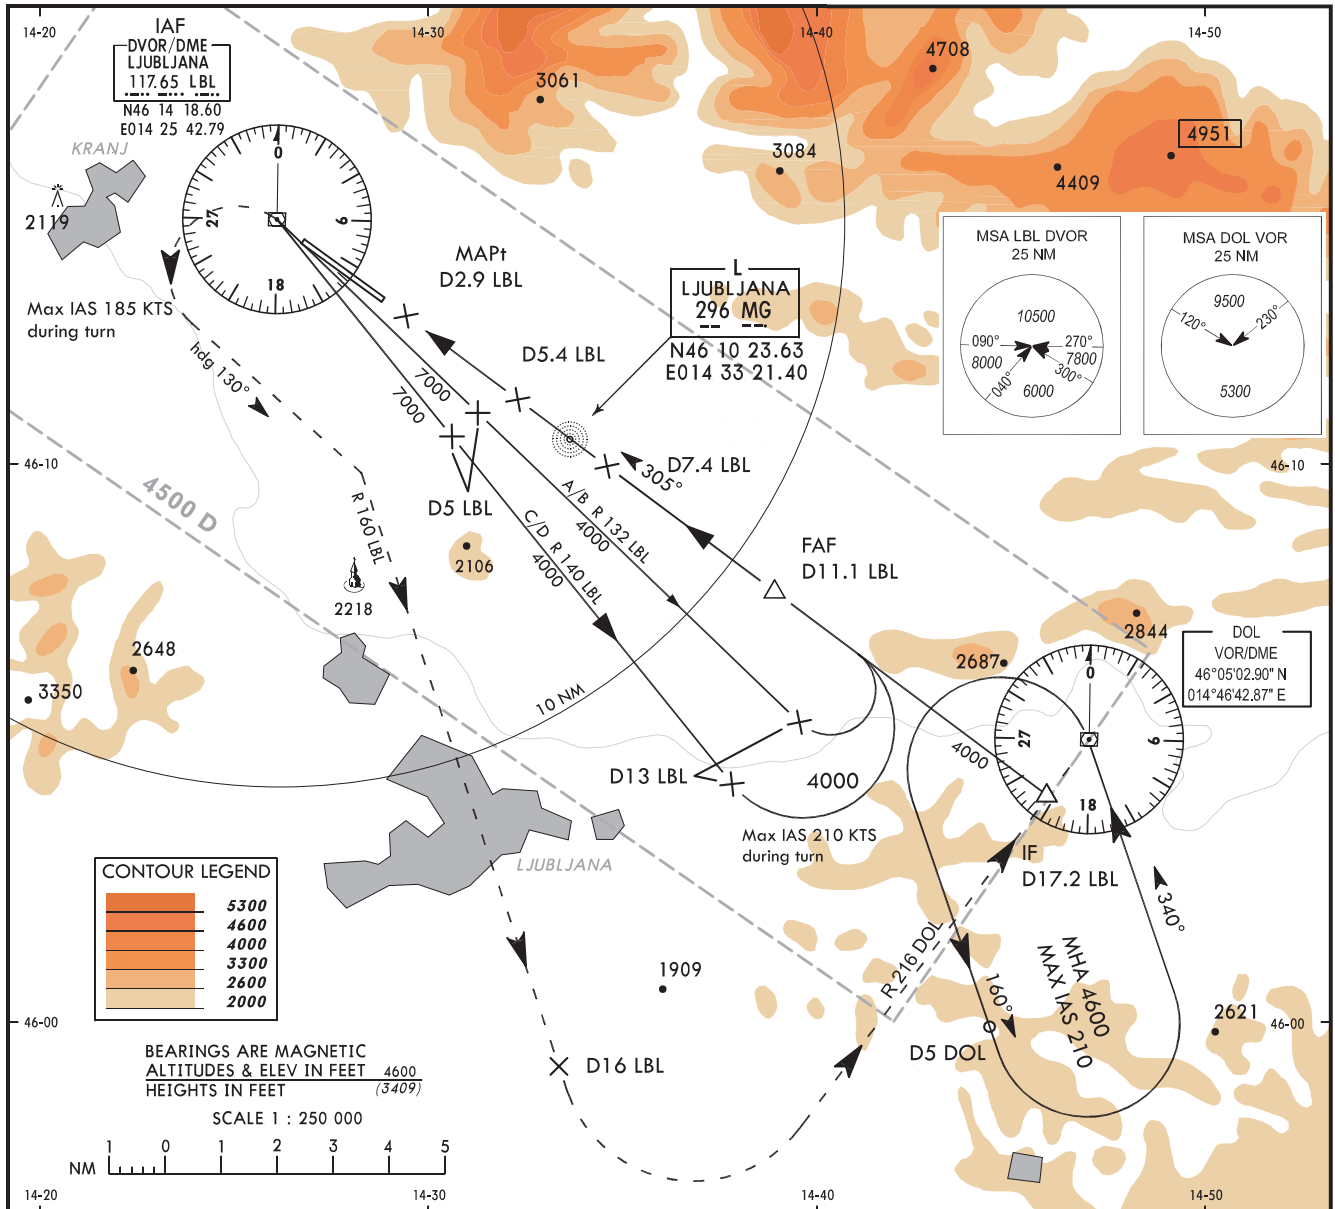 14-20
14-30
14-40
14-50
IAF
DVOR/DME
LJUBLJANA
117.65 LBL
N46 14 18.60
E014 25 42.79
KRANJ
2119
0
9
18
27
3061
4708
3084
4951
4409
MAPt
D2.9 LBL
L
LJUBLJANA
296 MG
N46 10 23.63
E014 33 21.40
MSA LBL DVOR
25 NM
10500
090°
270°
8000
7800
300°
040°
6000
MSA DOL VOR
25 NM
9500
120°
230°
5300
Max IAS 185 KTS
during turn
hdg 130°
D5.4 LBL
7000
7000
D7.4 LBL
305°
46-10
46-10
4500 D
R 160 LBL
D5 LBL
A/B R 132 LBL
4000
C/D R 140 LBL
4000
2106
2218
FAF
D11.1 LBL
2648
3350
2844
2687
DOL
VOR/DME
46°05'02.90" N
014°46'42.87" E
0
9
18
27
10 NM
4000
D13 LBL
4000
Max IAS 210 KTS
during turn
IF
D17.2 LBL
LJUBLJANA
CONTOUR LEGEND
5300
4600
4000
3300
2600
2000
340°
R 216 DOL
MHA 4600
MAX IAS 210
160°
1909
2621
46-00
46-00
D5 DOL
D16 LBL
BEARINGS ARE MAGNETIC
ALTITUDES & ELEV IN FEET 4600
HEIGHTS IN FEET (3409)
SCALE 1 : 250 000
1 0 1 2 3 4 5
NM
14-20
14-30
14-40
14-50